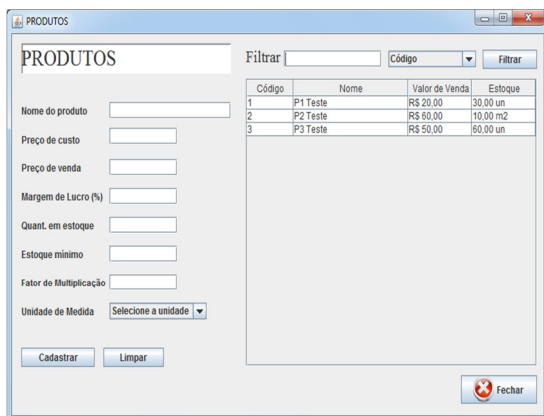 PRODUTOS
PRODUTOS
Nome do produto
Preço de custo
Preço de venda
Margem de Lucro (%)
Quant. em estoque
Estoque mínimo
Fator de Multiplicação
Unidade de Medida Selecione a unidade
Cadastrar Limpar
Filtrar Código Filtrar
Código Nome Valor de Venda Estoque
1 P1 Teste R$ 20,00 30,00 un
2 P2 Teste R$ 60,00 10,00 m2
3 P3 Teste R$ 50,00 60,00 un
Fechar